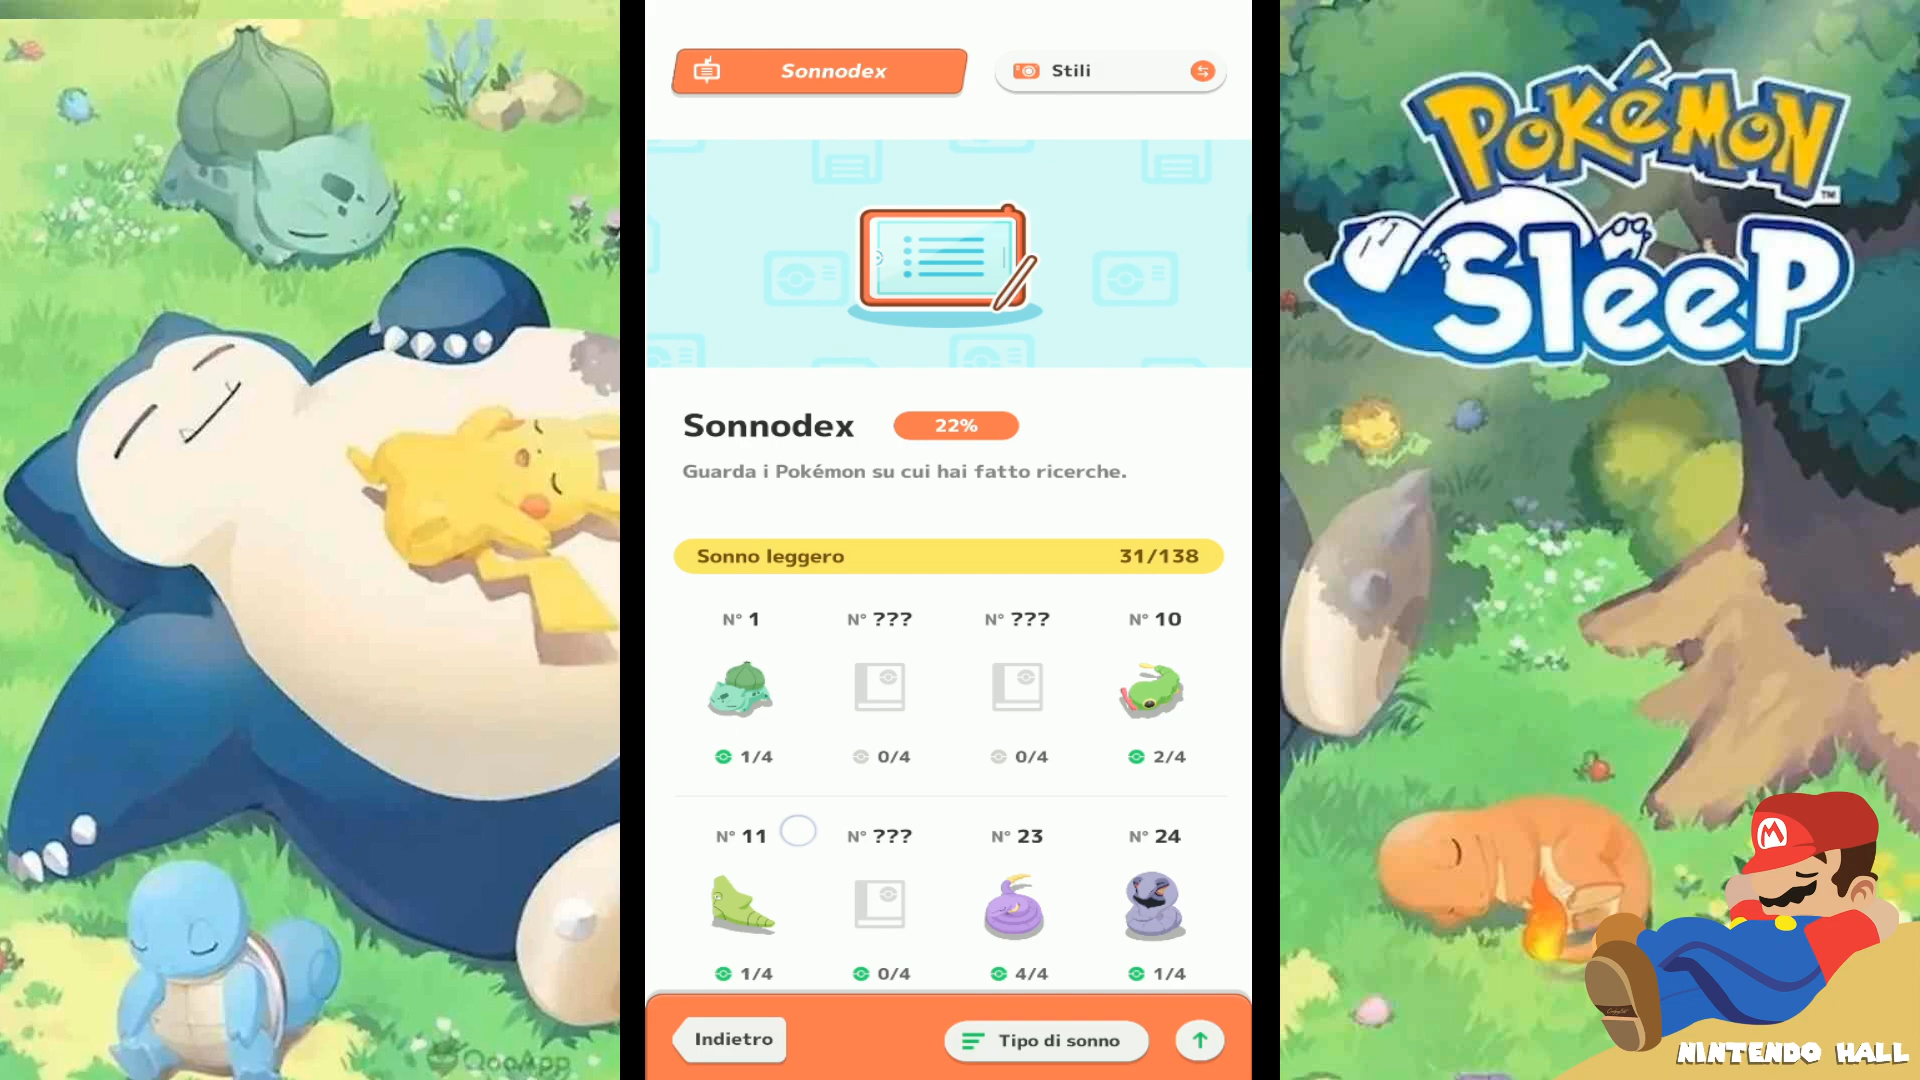 Sonnodex
Stili
POKéMON
™
Sleep
Sonnodex 22%
Guarda i Pokémon su cui hai fatto ricerche.
Sonno leggero 31/138
N° 1 N° ??? N° ??? N° 10
1/4 0/4 0/4 2/4
N° 11 N° ??? N° 23 N° 24
1/4 0/4 4/4 1/4
Indietro
Tipo di sonno
QooApp
M
NINTENDO HALL